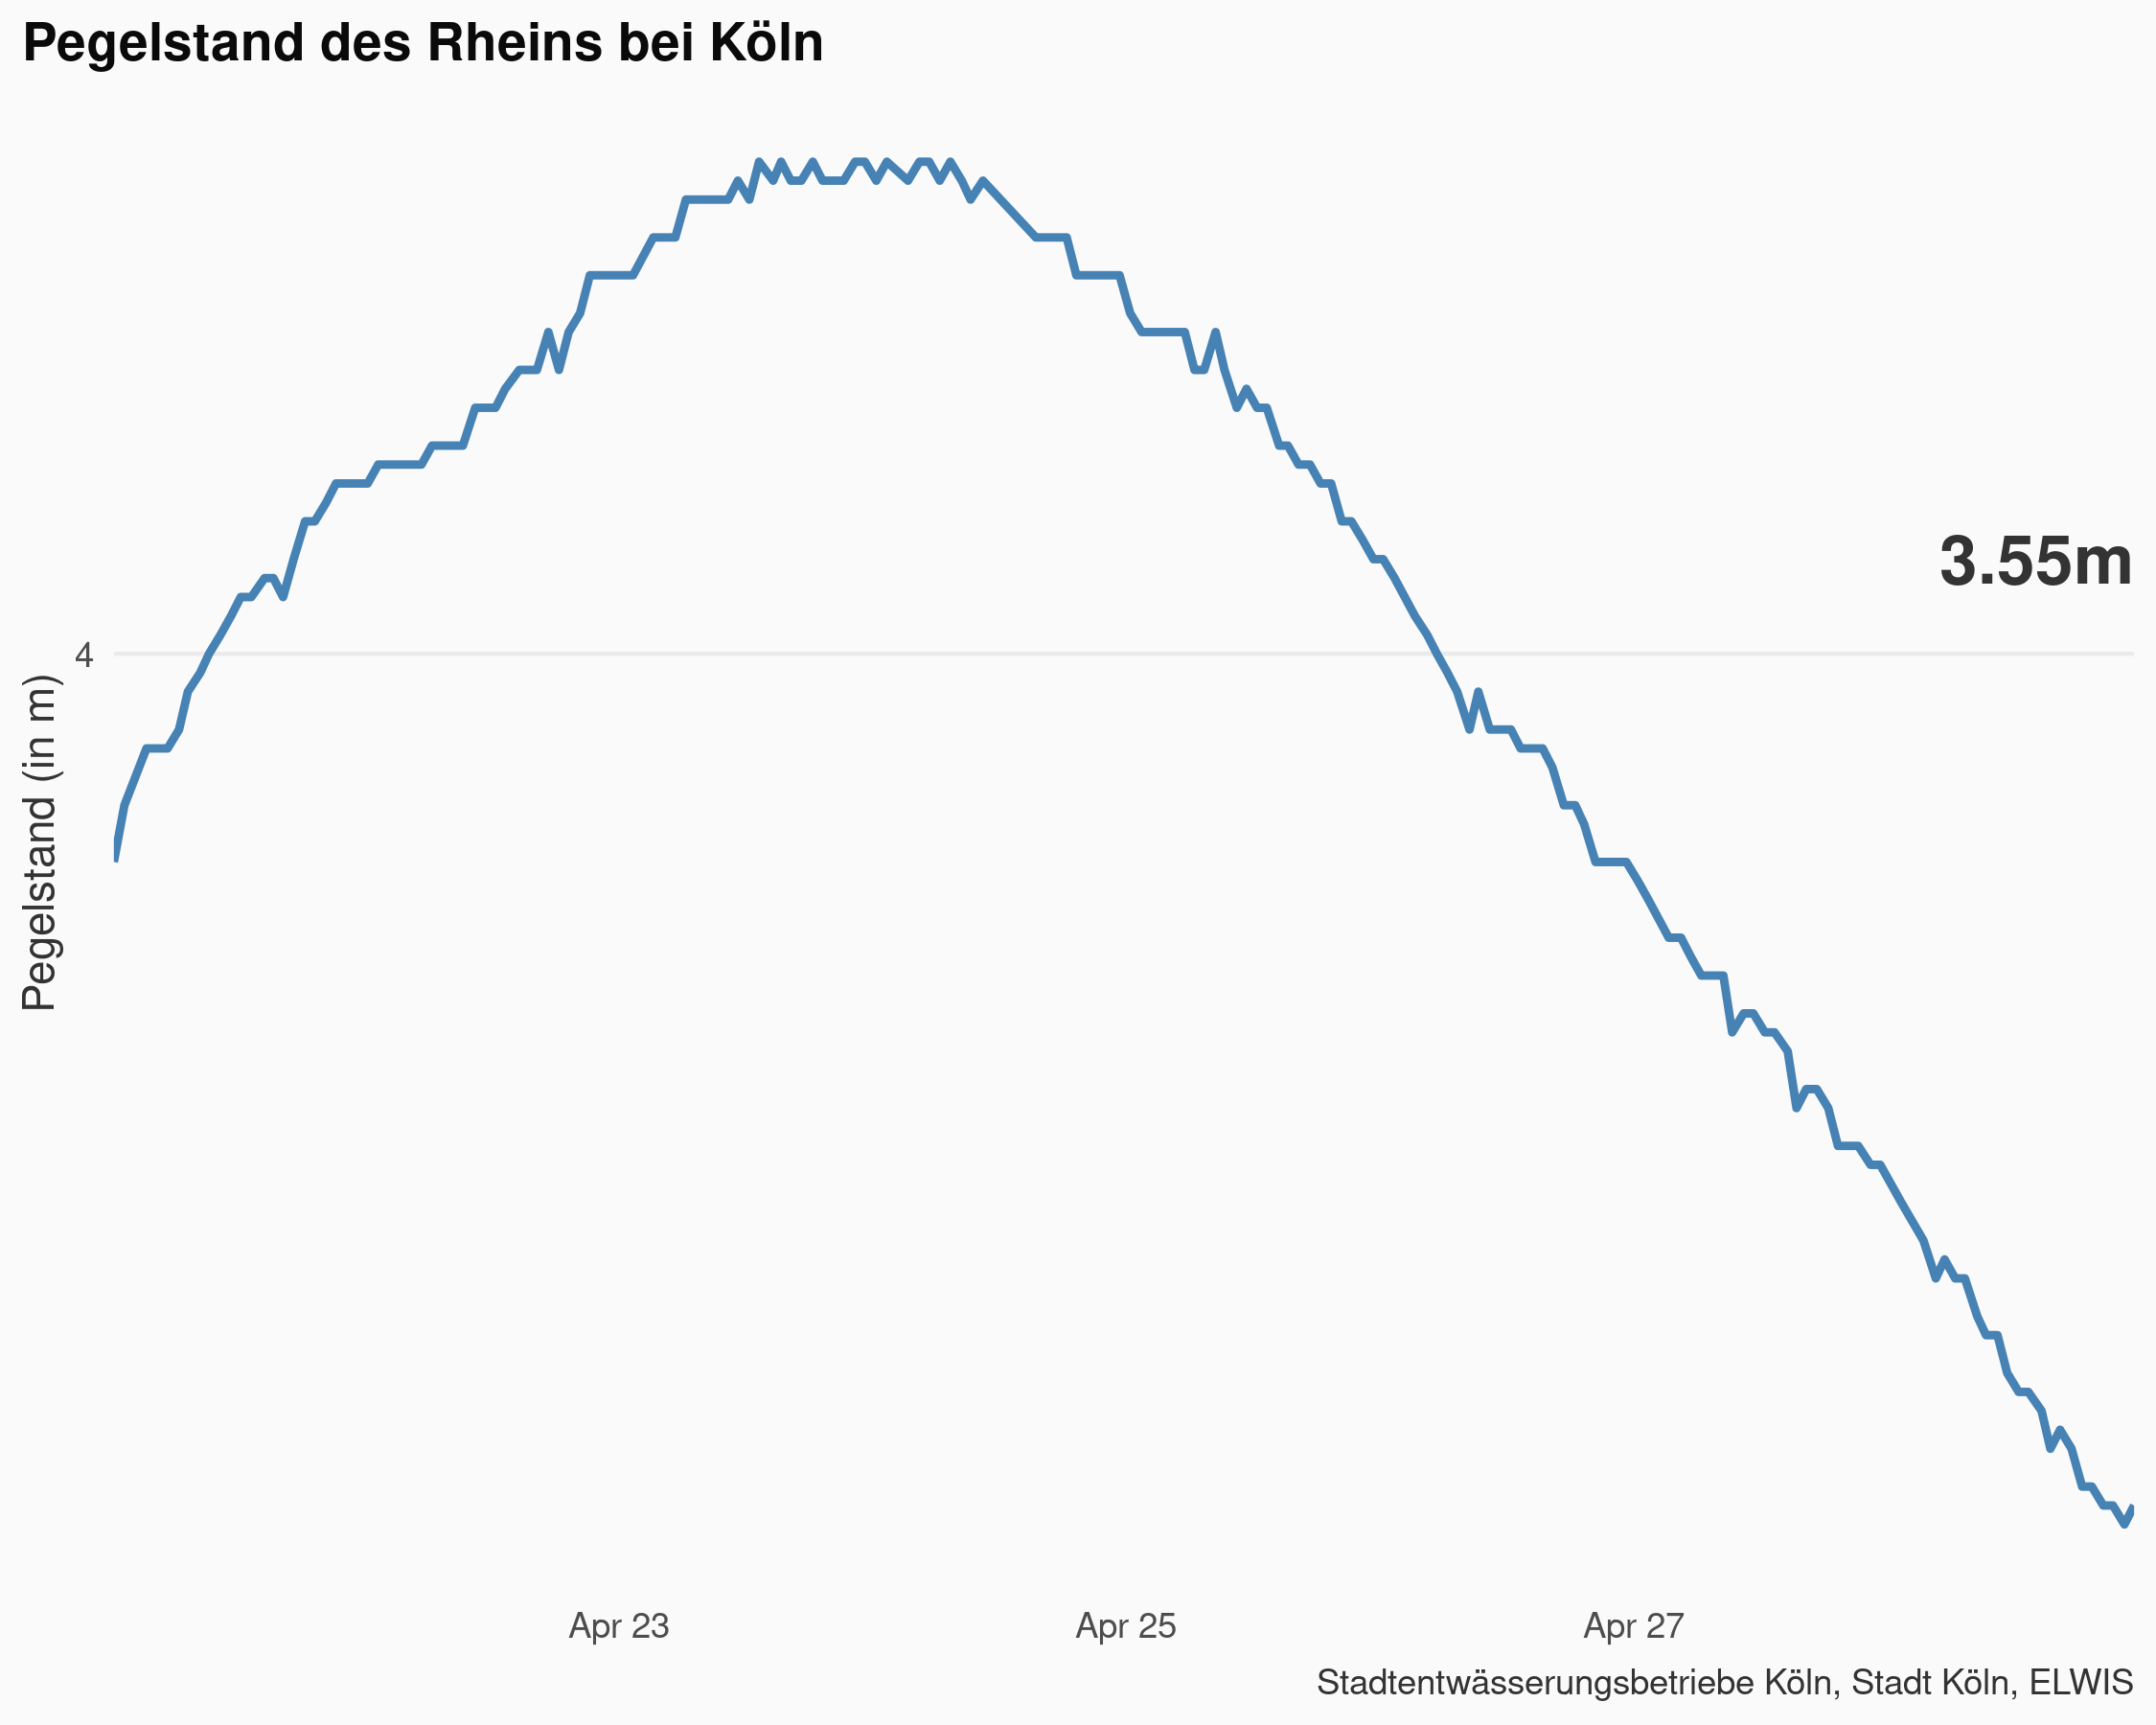 Pegelstand des Rheins bei Köln
3.55m
4
Pegelstand (in m)
Apr 23
Apr 25
Apr 27
Stadtentwässerungsbetriebe Köln, Stadt Köln, ELWIS